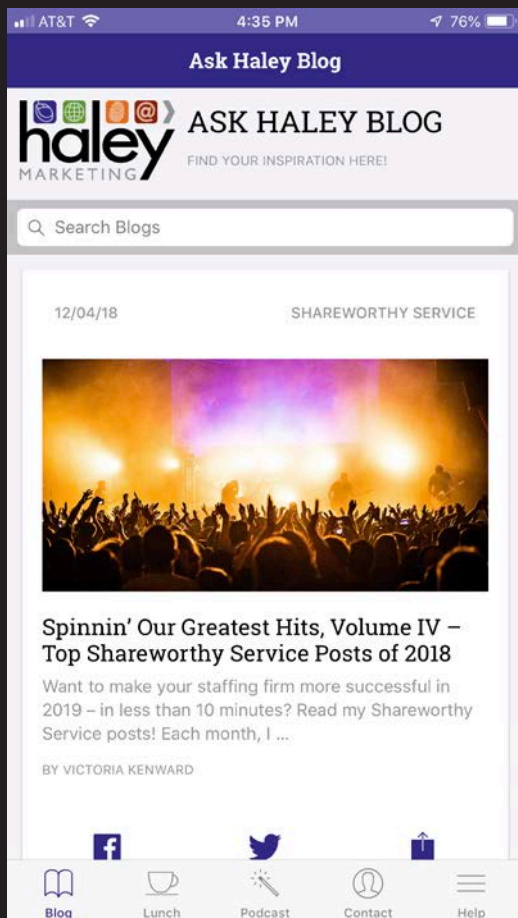 AT&T 4:35 PM 76%
Ask Haley Blog
haley
MARKETING
ASK HALEY BLOG
FIND YOUR INSPIRATION HERE!
Search Blogs
12/04/18 SHAREWORTHY SERVICE
Spinnin’ Our Greatest Hits, Volume IV –
Top Shareworthy Service Posts of 2018
Want to make your staffing firm more successful in
2019 – in less than 10 minutes? Read my Shareworthy
Service posts! Each month, I ...
BY VICTORIA KENWARD
Blog Lunch Podcast Contact Help